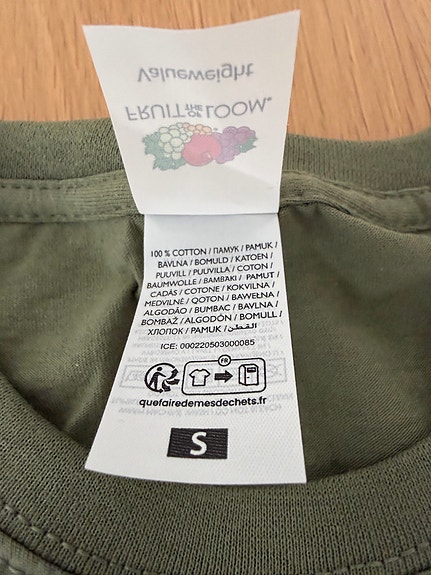 Valueweight
FRUIT OF THE LOOM.
100 % COTTON / ПАМУК / PAMUK /
BAVLNA / BOMULD / KATOEN /
PUUVILL / PUUVILLA / COTON /
BAUMWOLLE / ΒΑΜΒΑΚΙ / PAMUT /
CADÁS / COTONE / KOKVILNA /
MEDVILNĖ / QOTON / BAWEŁNA /
ALGODÃO / BUMBAC / BAVLNA /
BOMBAŽ / ALGODÓN / BOMULL /
ХЛОПОК / PAMUK / القطن
ICE: 000220503000085
FR
quefairedemesdechets.fr
S